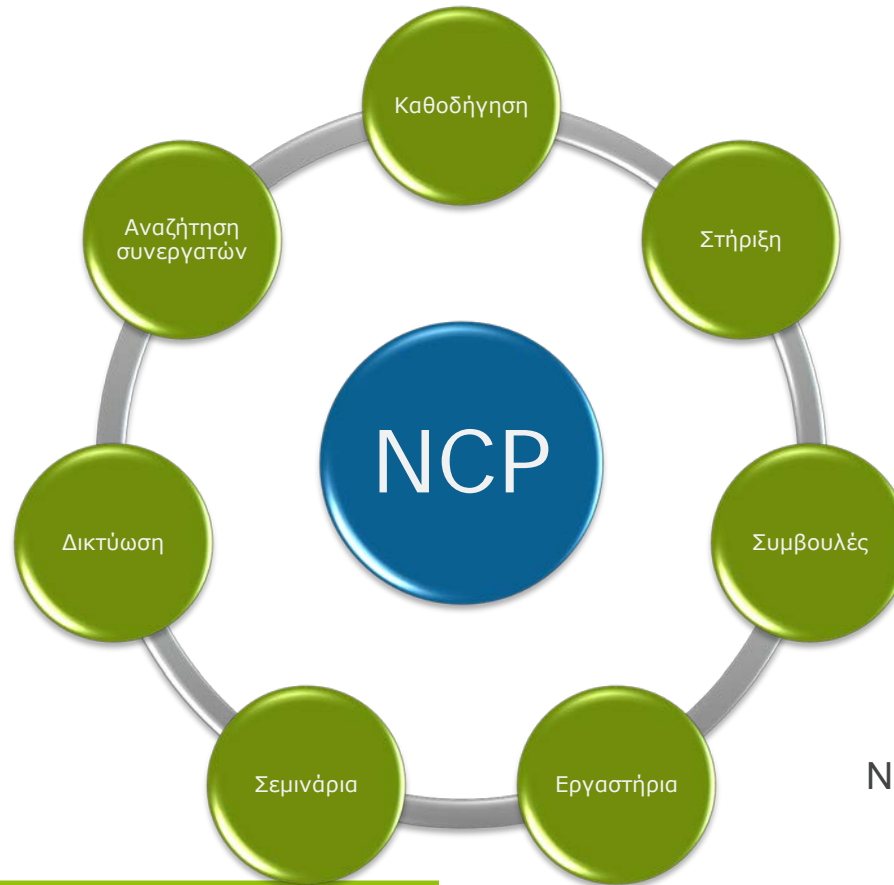 Καθοδήγηση
Στήριξη
Συμβουλές
Εργαστήρια
Σεμινάρια
Δικτύωση
Αναζήτηση
συνεργατών
NCP
N